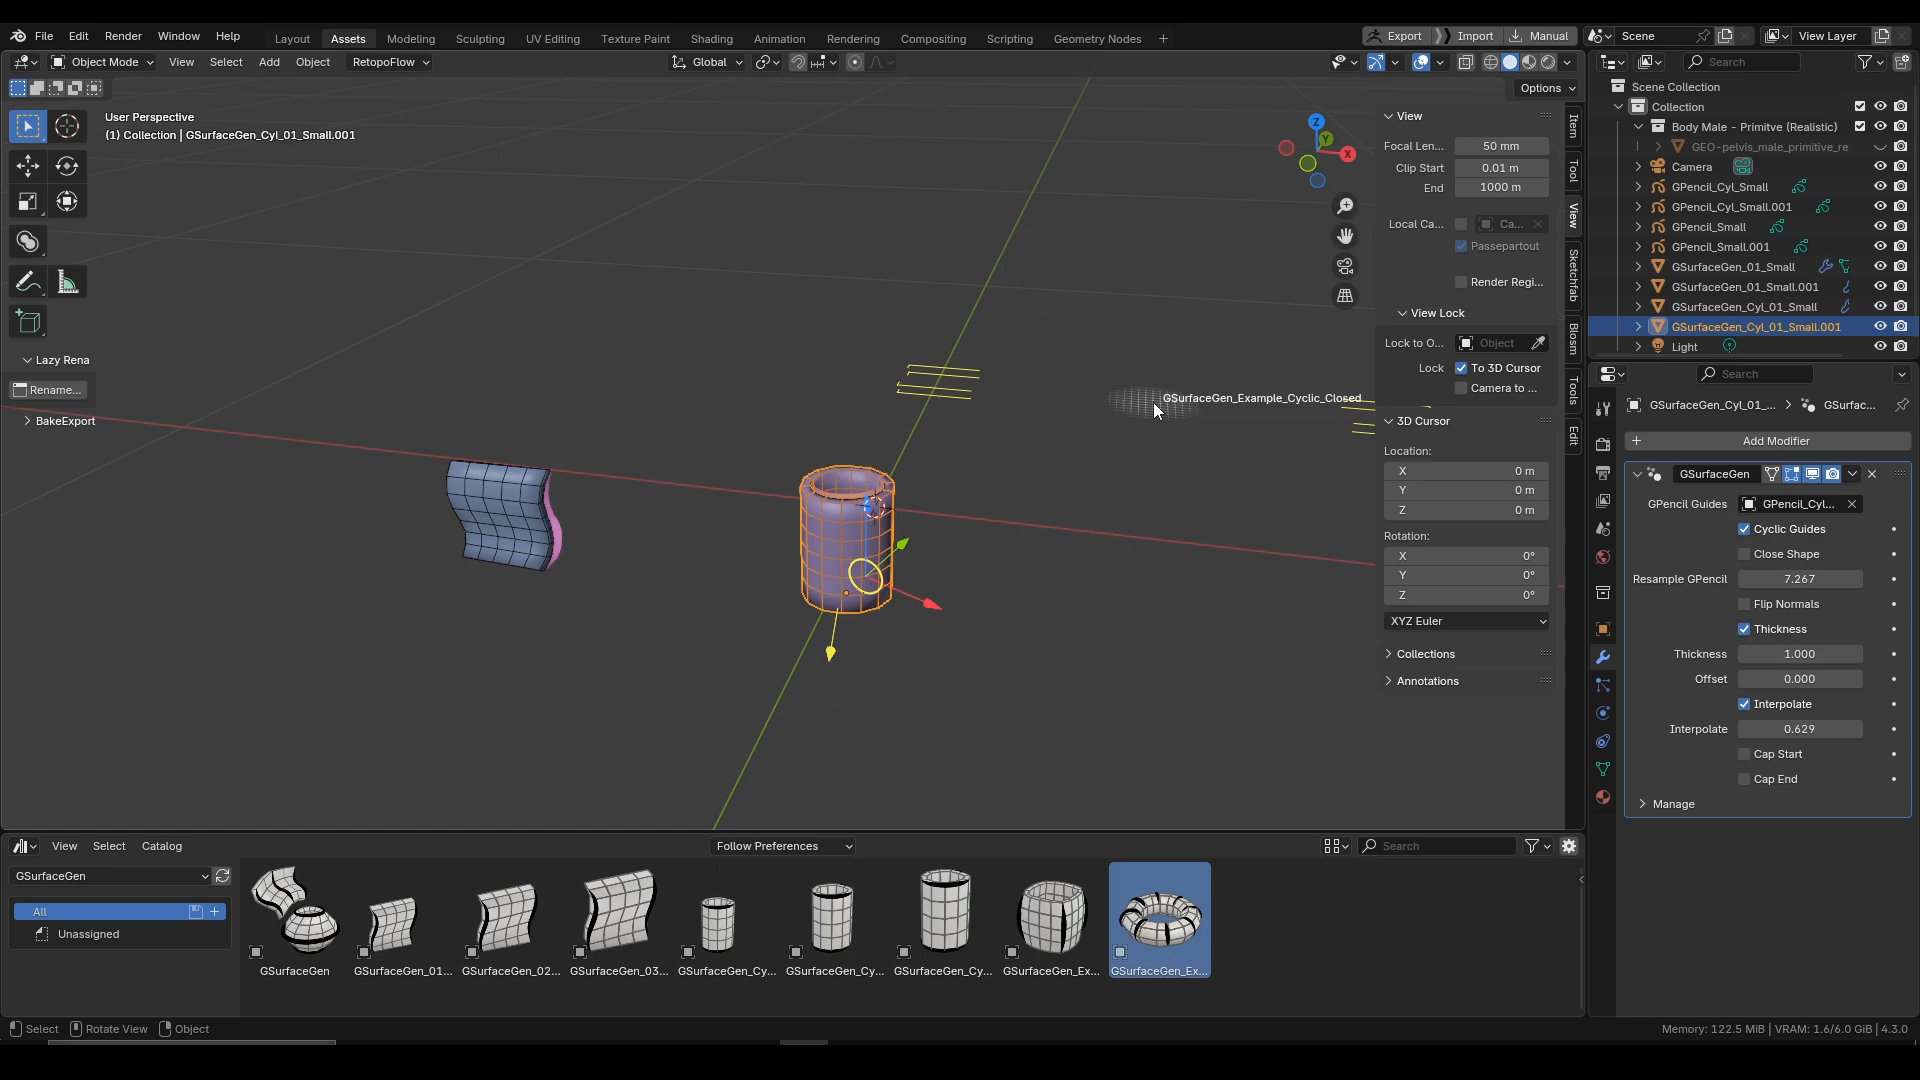 File Edit Render Window Help
Layout Assets Modeling Sculpting UV Editing Texture Paint Shading Animation Rendering Compositing Scripting Geometry Nodes +
Export Import Manual Scene View Layer
Object Mode View Select Add Object RetopoFlow Global
Search
Options
User Perspective
(1) Collection | GSurfaceGen_Cyl_01_Small.001
Lazy Rena
Rename...
BakeExport
GSurfaceGen_Example_Cyclic_Closed
Z
Y
X
View
Focal Len... 50 mm
Clip Start 0.01 m
End 1000 m
Local Ca... Ca...
Passepartout
Render Regi...
View Lock
Lock to O... Object
Lock To 3D Cursor
Camera to ...
3D Cursor
Location:
X 0 m
Y 0 m
Z 0 m
Rotation:
X 0°
Y 0°
Z 0°
XYZ Euler
Collections
Annotations
Item
Tool
View
Sketchfab
Blosm
Tools
Edit
Scene Collection
Collection
Body Male - Primitve (Realistic)
GEO-pelvis_male_primitive_re
Camera
GPencil_Cyl_Small
GPencil_Cyl_Small.001
GPencil_Small
GPencil_Small.001
GSurfaceGen_01_Small
GSurfaceGen_01_Small.001
GSurfaceGen_Cyl_01_Small
GSurfaceGen_Cyl_01_Small.001
Light
Search
GSurfaceGen_Cyl_01_... GSurfac...
Add Modifier
GSurfaceGen
GPencil Guides GPencil_Cyl...
Cyclic Guides
Close Shape
Resample GPencil 7.267
Flip Normals
Thickness
Thickness 1.000
Offset 0.000
Interpolate
Interpolate 0.629
Cap Start
Cap End
Manage
View Select Catalog Follow Preferences Search
GSurfaceGen
All
Unassigned
GSurfaceGen GSurfaceGen_01... GSurfaceGen_02... GSurfaceGen_03... GSurfaceGen_Cy... GSurfaceGen_Cy... GSurfaceGen_Cy... GSurfaceGen_Ex... GSurfaceGen_Ex...
Select Rotate View Object
Memory: 122.5 MiB | VRAM: 1.6/6.0 GiB | 4.3.0